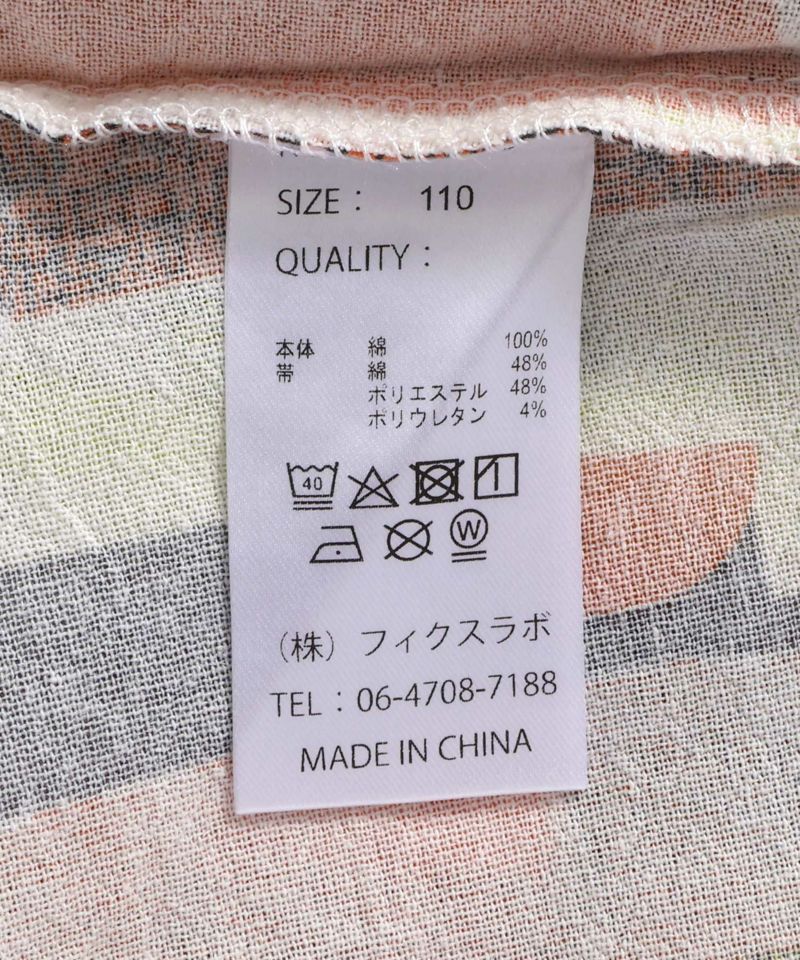 SIZE： 110
QUALITY：
本体 綿 100%
帯 綿 48%
ポリエステル 48%
ポリウレタン 4%
40
W
（株）フィクスラボ
TEL：06-4708-7188
MADE IN CHINA